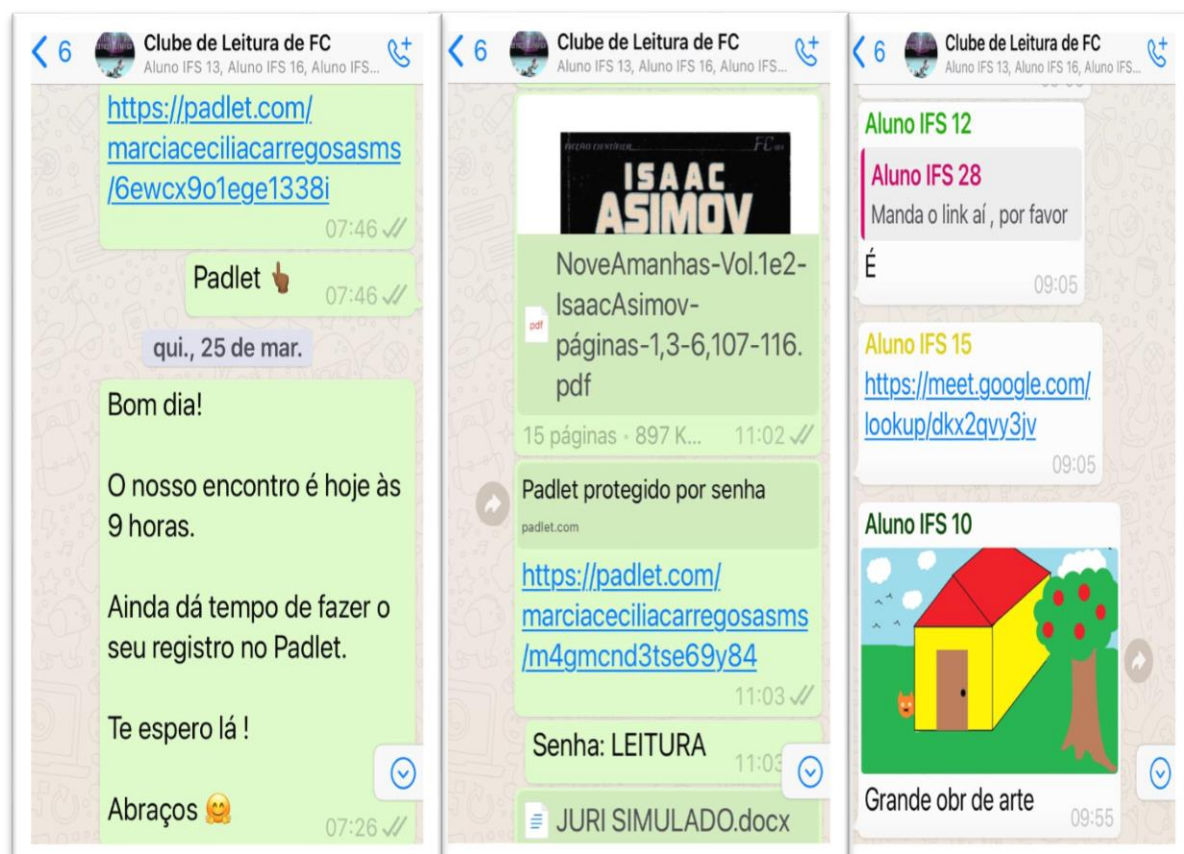 6
Clube de Leitura de FC
Aluno IFS 13, Aluno IFS 16, Aluno IFS...
https://padlet.com/
marciaceciliacarregosasms
/6ewcx9o1ege1338i
07:46
Padlet
07:46
qui., 25 de mar.
Bom dia!
O nosso encontro é hoje às
9 horas.
Ainda dá tempo de fazer o
seu registro no Padlet.
Te espero lá !
Abraços
07:26
6
Clube de Leitura de FC
Aluno IFS 13, Aluno IFS 16, Aluno IFS...
FICÇÃO CIENTÍFICA FC
ISAAC
ASIMOV
NoveAmanhas-Vol.1e2-
IsaacAsimov-
páginas-1,3-6,107-116.
pdf
pdf
15 páginas · 897 K... 11:02
Padlet protegido por senha
padlet.com
https://padlet.com/
marciaceciliacarregosasms
/m4gmcnd3tse69y84
11:03
Senha: LEITURA
11:03
JURI SIMULADO.docx
6
Clube de Leitura de FC
Aluno IFS 13, Aluno IFS 16, Aluno IFS...
Aluno IFS 12
Aluno IFS 28
Manda o link aí , por favor
É
09:05
Aluno IFS 15
https://meet.google.com/
lookup/dkx2qvy3jv
09:05
Aluno IFS 10
Grande obr de arte
09:55